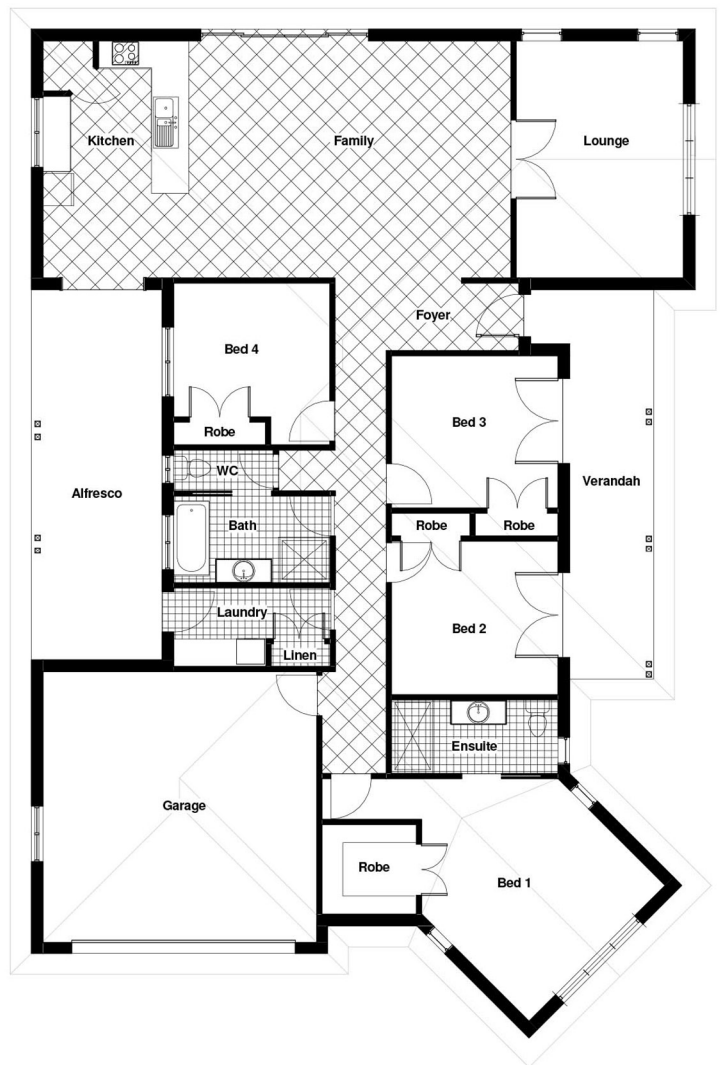 Kitchen
Family
Lounge
Foyer
Bed 4
Robe
Bed 3
WC
Alfresco
Verandah
Bath
Robe
Robe
Laundry
Bed 2
Linen
Ensuite
Garage
Robe
Bed 1